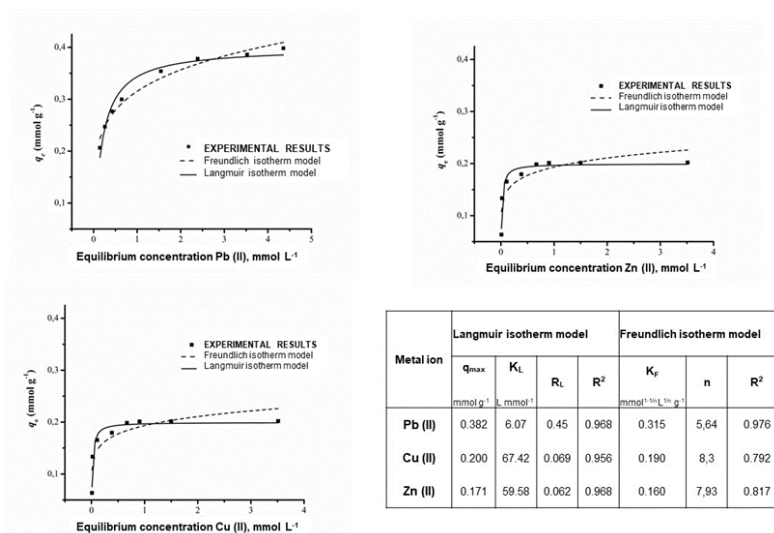 0,4
0,3
0,2
0,1
qe (mmol g-1)
EXPERIMENTAL RESULTS
Freundlich isotherm model
Langmuir isotherm model
0 1 2 3 4 5
Equilibrium concentration Pb (II), mmol L-1
0,4
0,3
0,2
0,1
qe (mmol g-1)
EXPERIMENTAL RESULTS
Freundlich isotherm model
Langmuir isotherm model
0 1 2 3 4
Equilibrium concentration Zn (II), mmol L-1
0,4
0,3
0,2
0,1
qe (mmol g-1)
EXPERIMENTAL RESULTS
Freundlich isotherm model
Langmuir isotherm model
0 1 2 3 4
Equilibrium concentration Cu (II), mmol L-1
Metal ion Langmuir isotherm model Freundlich isotherm model
qmax KL RL R2 KF n R2
mmol g-1 L mmol-1 mmol1-1/n L1/n g-1
Pb (II) 0.382 6.07 0.45 0.968 0.315 5,64 0.976
Cu (II) 0.200 67.42 0.069 0.956 0.190 8,3 0.792
Zn (II) 0.171 59.58 0.062 0.968 0.160 7,93 0.817